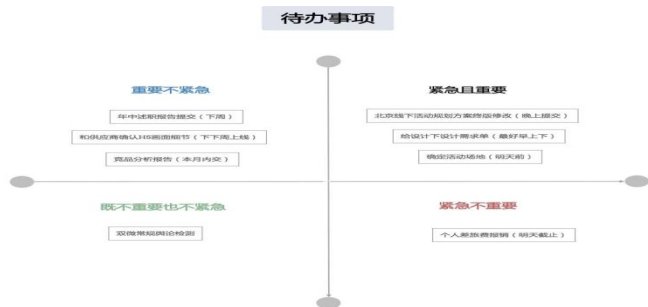 待办事项
重要不紧急
年中述职报告提交（下周）
和供应商确认H5画面细节（下下周上线）
竞品分析报告（本月内交）
紧急且重要
北京线下活动规划方案终版修改（晚上提交）
给设计下设计需求单（最好早上下）
确定活动场地（明天前）
既不重要也不紧急
双微常规舆论检测
紧急不重要
个人差旅费报销（明天截止）